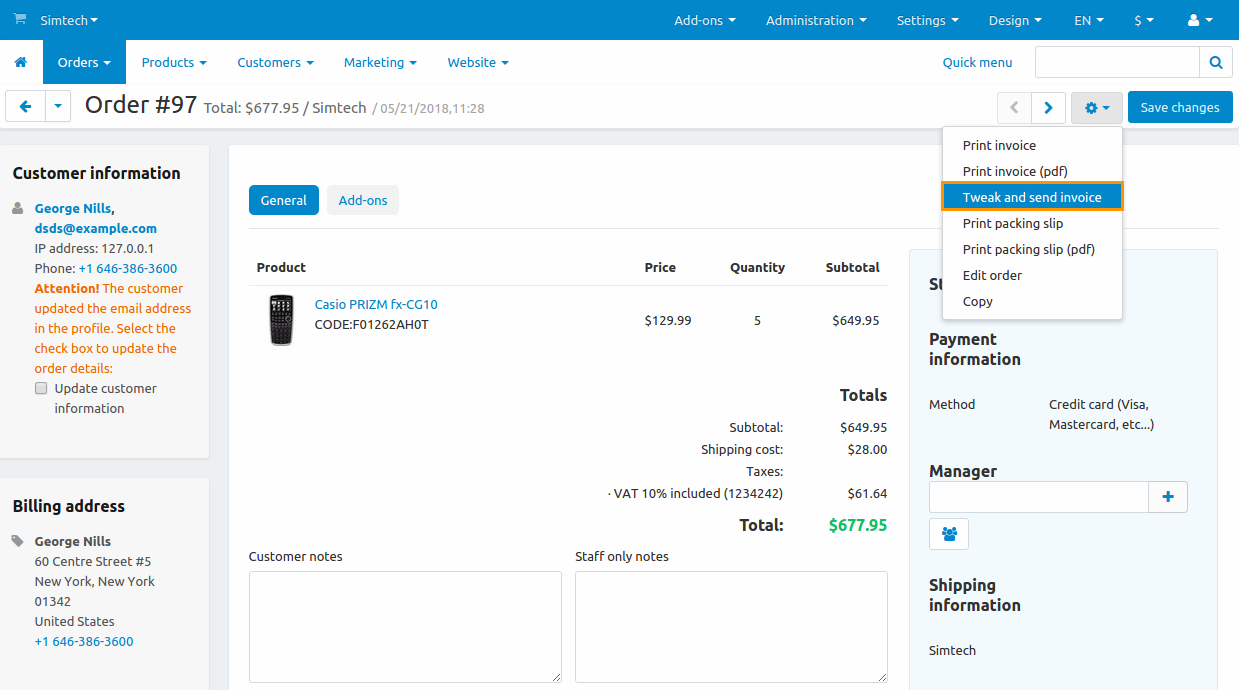 Simtech
Add-ons
Administration
Settings
Design
EN
$
Orders
Products
Customers
Marketing
Website
Quick menu
Order #97 Total: $677.95 / Simtech / 05/21/2018,11:28
Save changes
Print invoice
Print invoice (pdf)
Tweak and send invoice
Print packing slip
Print packing slip (pdf)
Edit order
Copy
Customer information
George Nills,
dsds@example.com
IP address: 127.0.0.1
Phone: +1 646-386-3600
Attention! The customer
updated the email address
in the profile. Select the
check box to update the
order details:
Update customer
information
Billing address
George Nills
60 Centre Street #5
New York, New York
01342
United States
+1 646-386-3600
General
Add-ons
Product Price Quantity Subtotal
Casio PRIZM fx-CG10
CODE:F01262AH0T
$129.99 5 $649.95
Totals
Subtotal: $649.95
Shipping cost: $28.00
Taxes:
· VAT 10% included (1234242) $61.64
Total: $677.95
Customer notes
Staff only notes
Payment
information
Method
Credit card (Visa,
Mastercard, etc...)
Manager
Shipping
information
Simtech